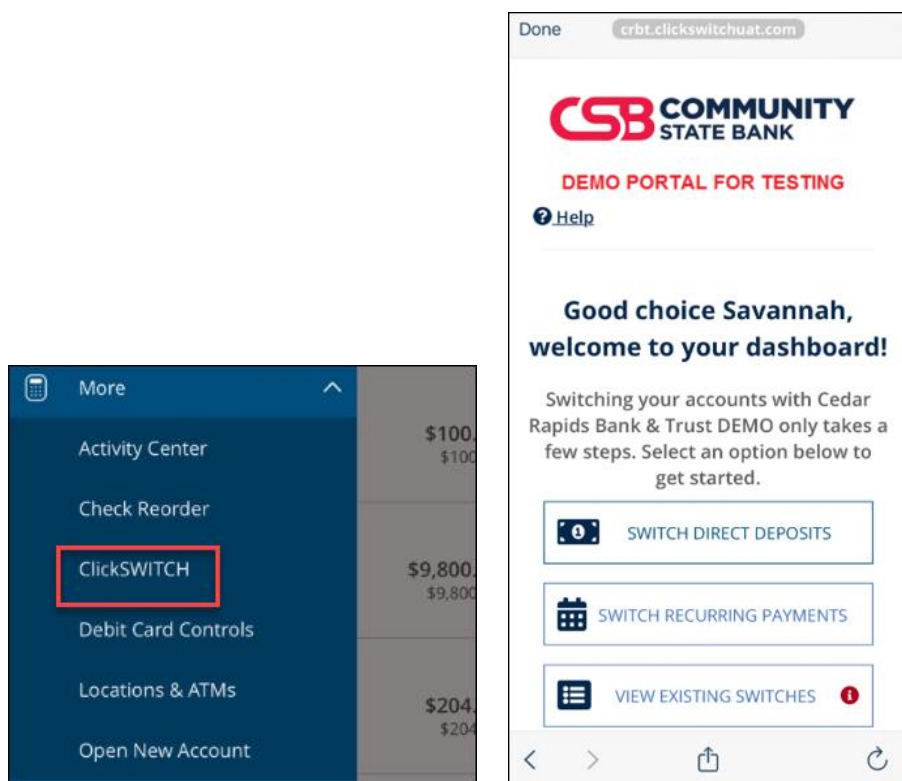 More
Activity Center
$100.
$100
Check Reorder
ClickSWITCH
$9,800.
$9,800
Debit Card Controls
Locations & ATMs
$204.
$204
Open New Account
Done crbt.clickswitchuat.com
CSB COMMUNITY
STATE BANK
DEMO PORTAL FOR TESTING
? Help
Good choice Savannah,
welcome to your dashboard!
Switching your accounts with Cedar
Rapids Bank & Trust DEMO only takes a
few steps. Select an option below to
get started.
1 SWITCH DIRECT DEPOSITS
SWITCH RECURRING PAYMENTS
VIEW EXISTING SWITCHES i